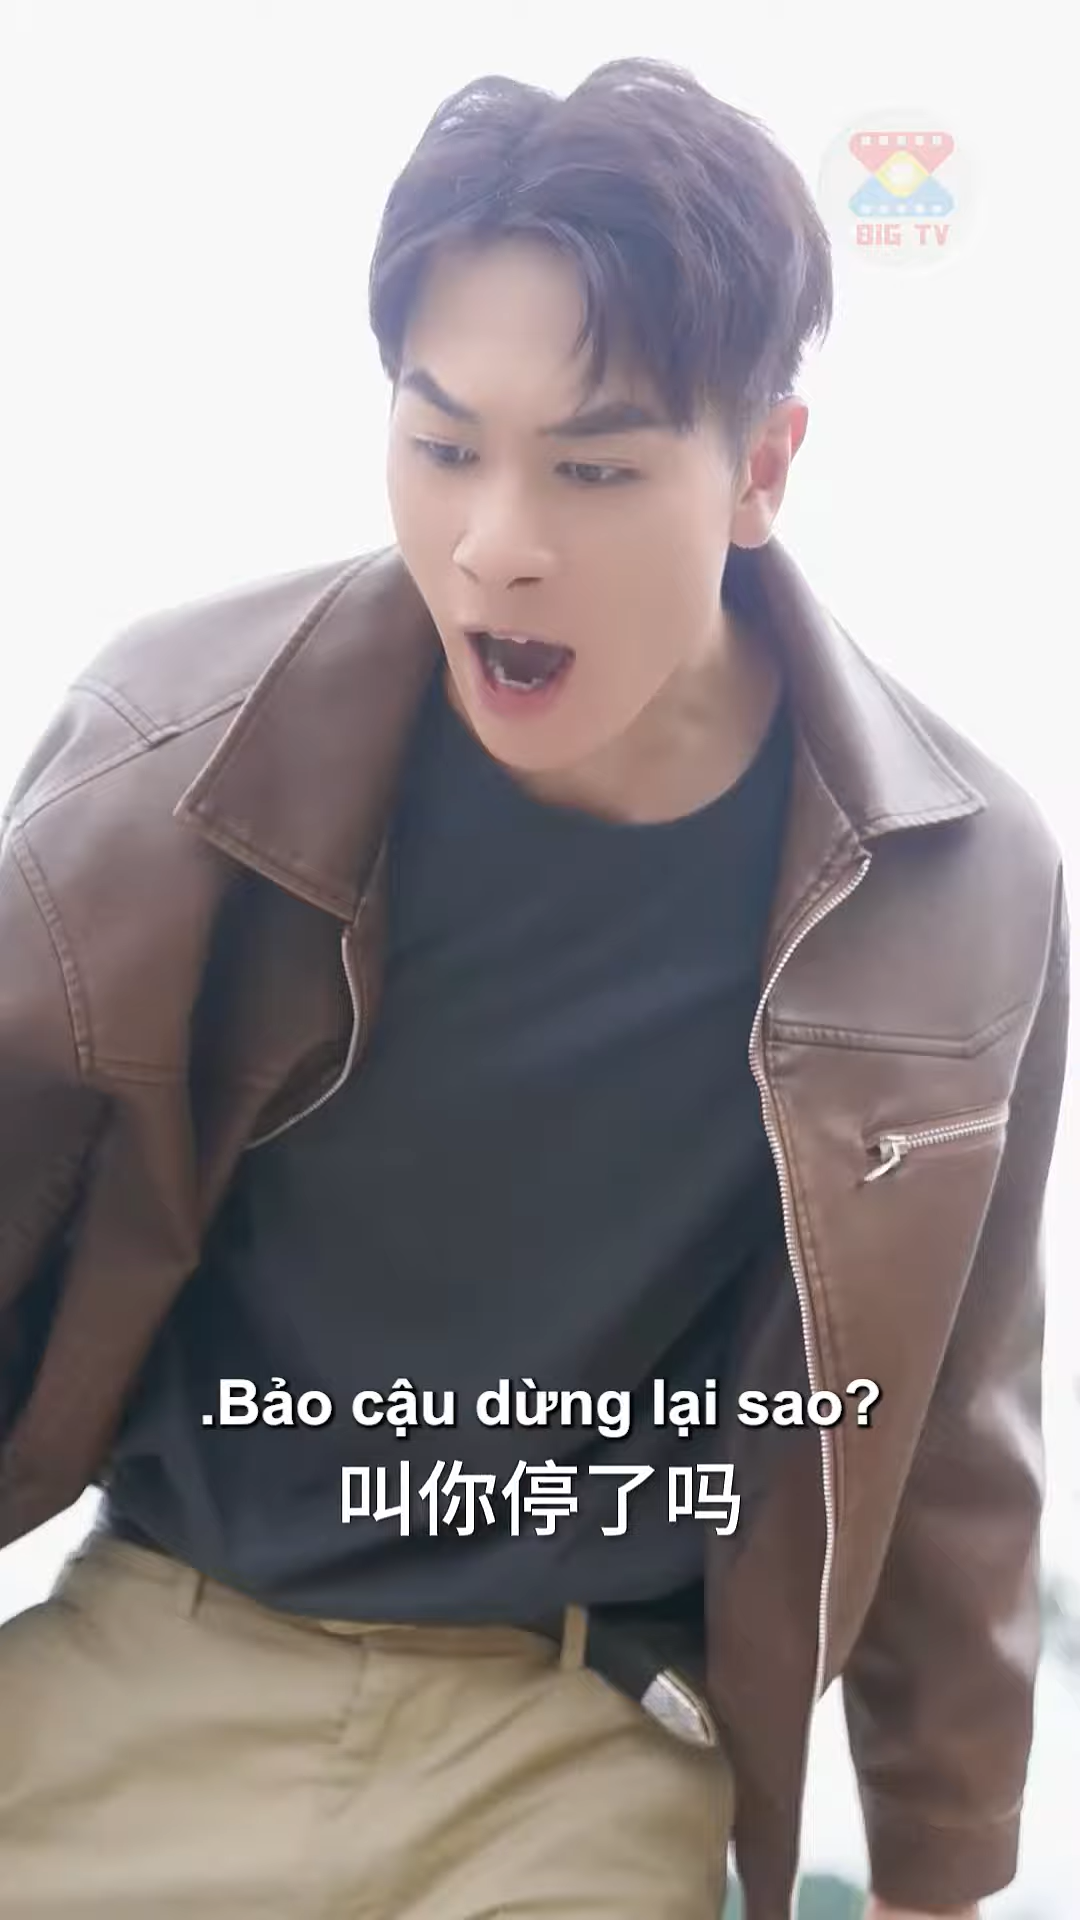 BIG TV
.Bảo cậu dừng lại sao?
叫你停了吗